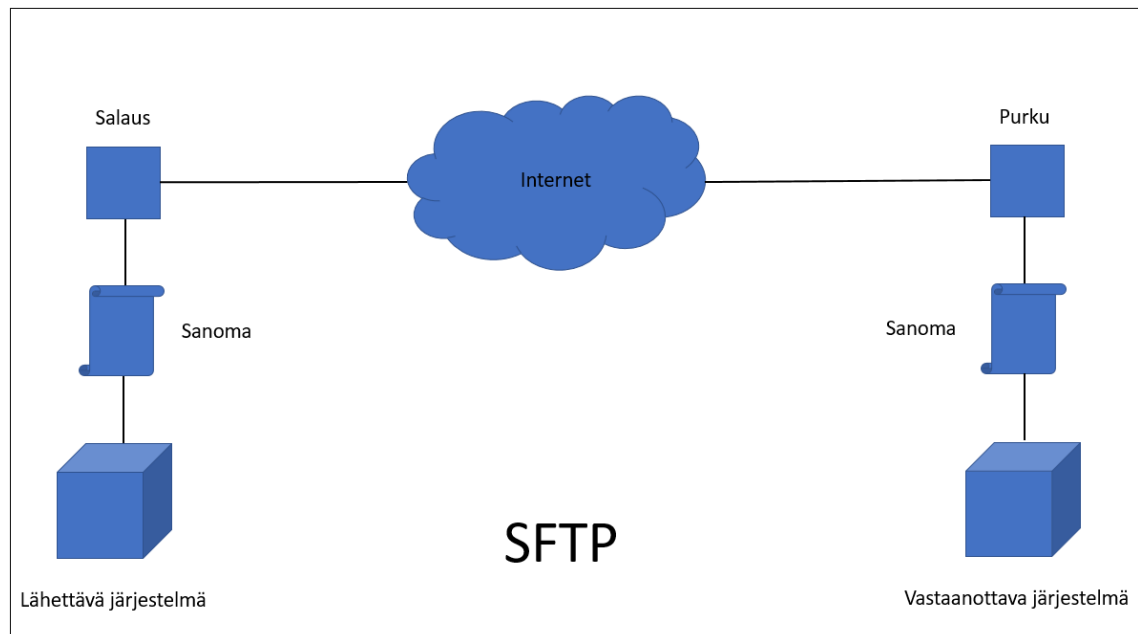 Salaus
Purku
Internet
Sanoma
Sanoma
SFTP
Lähettävä järjestelmä
Vastaanottava järjestelmä